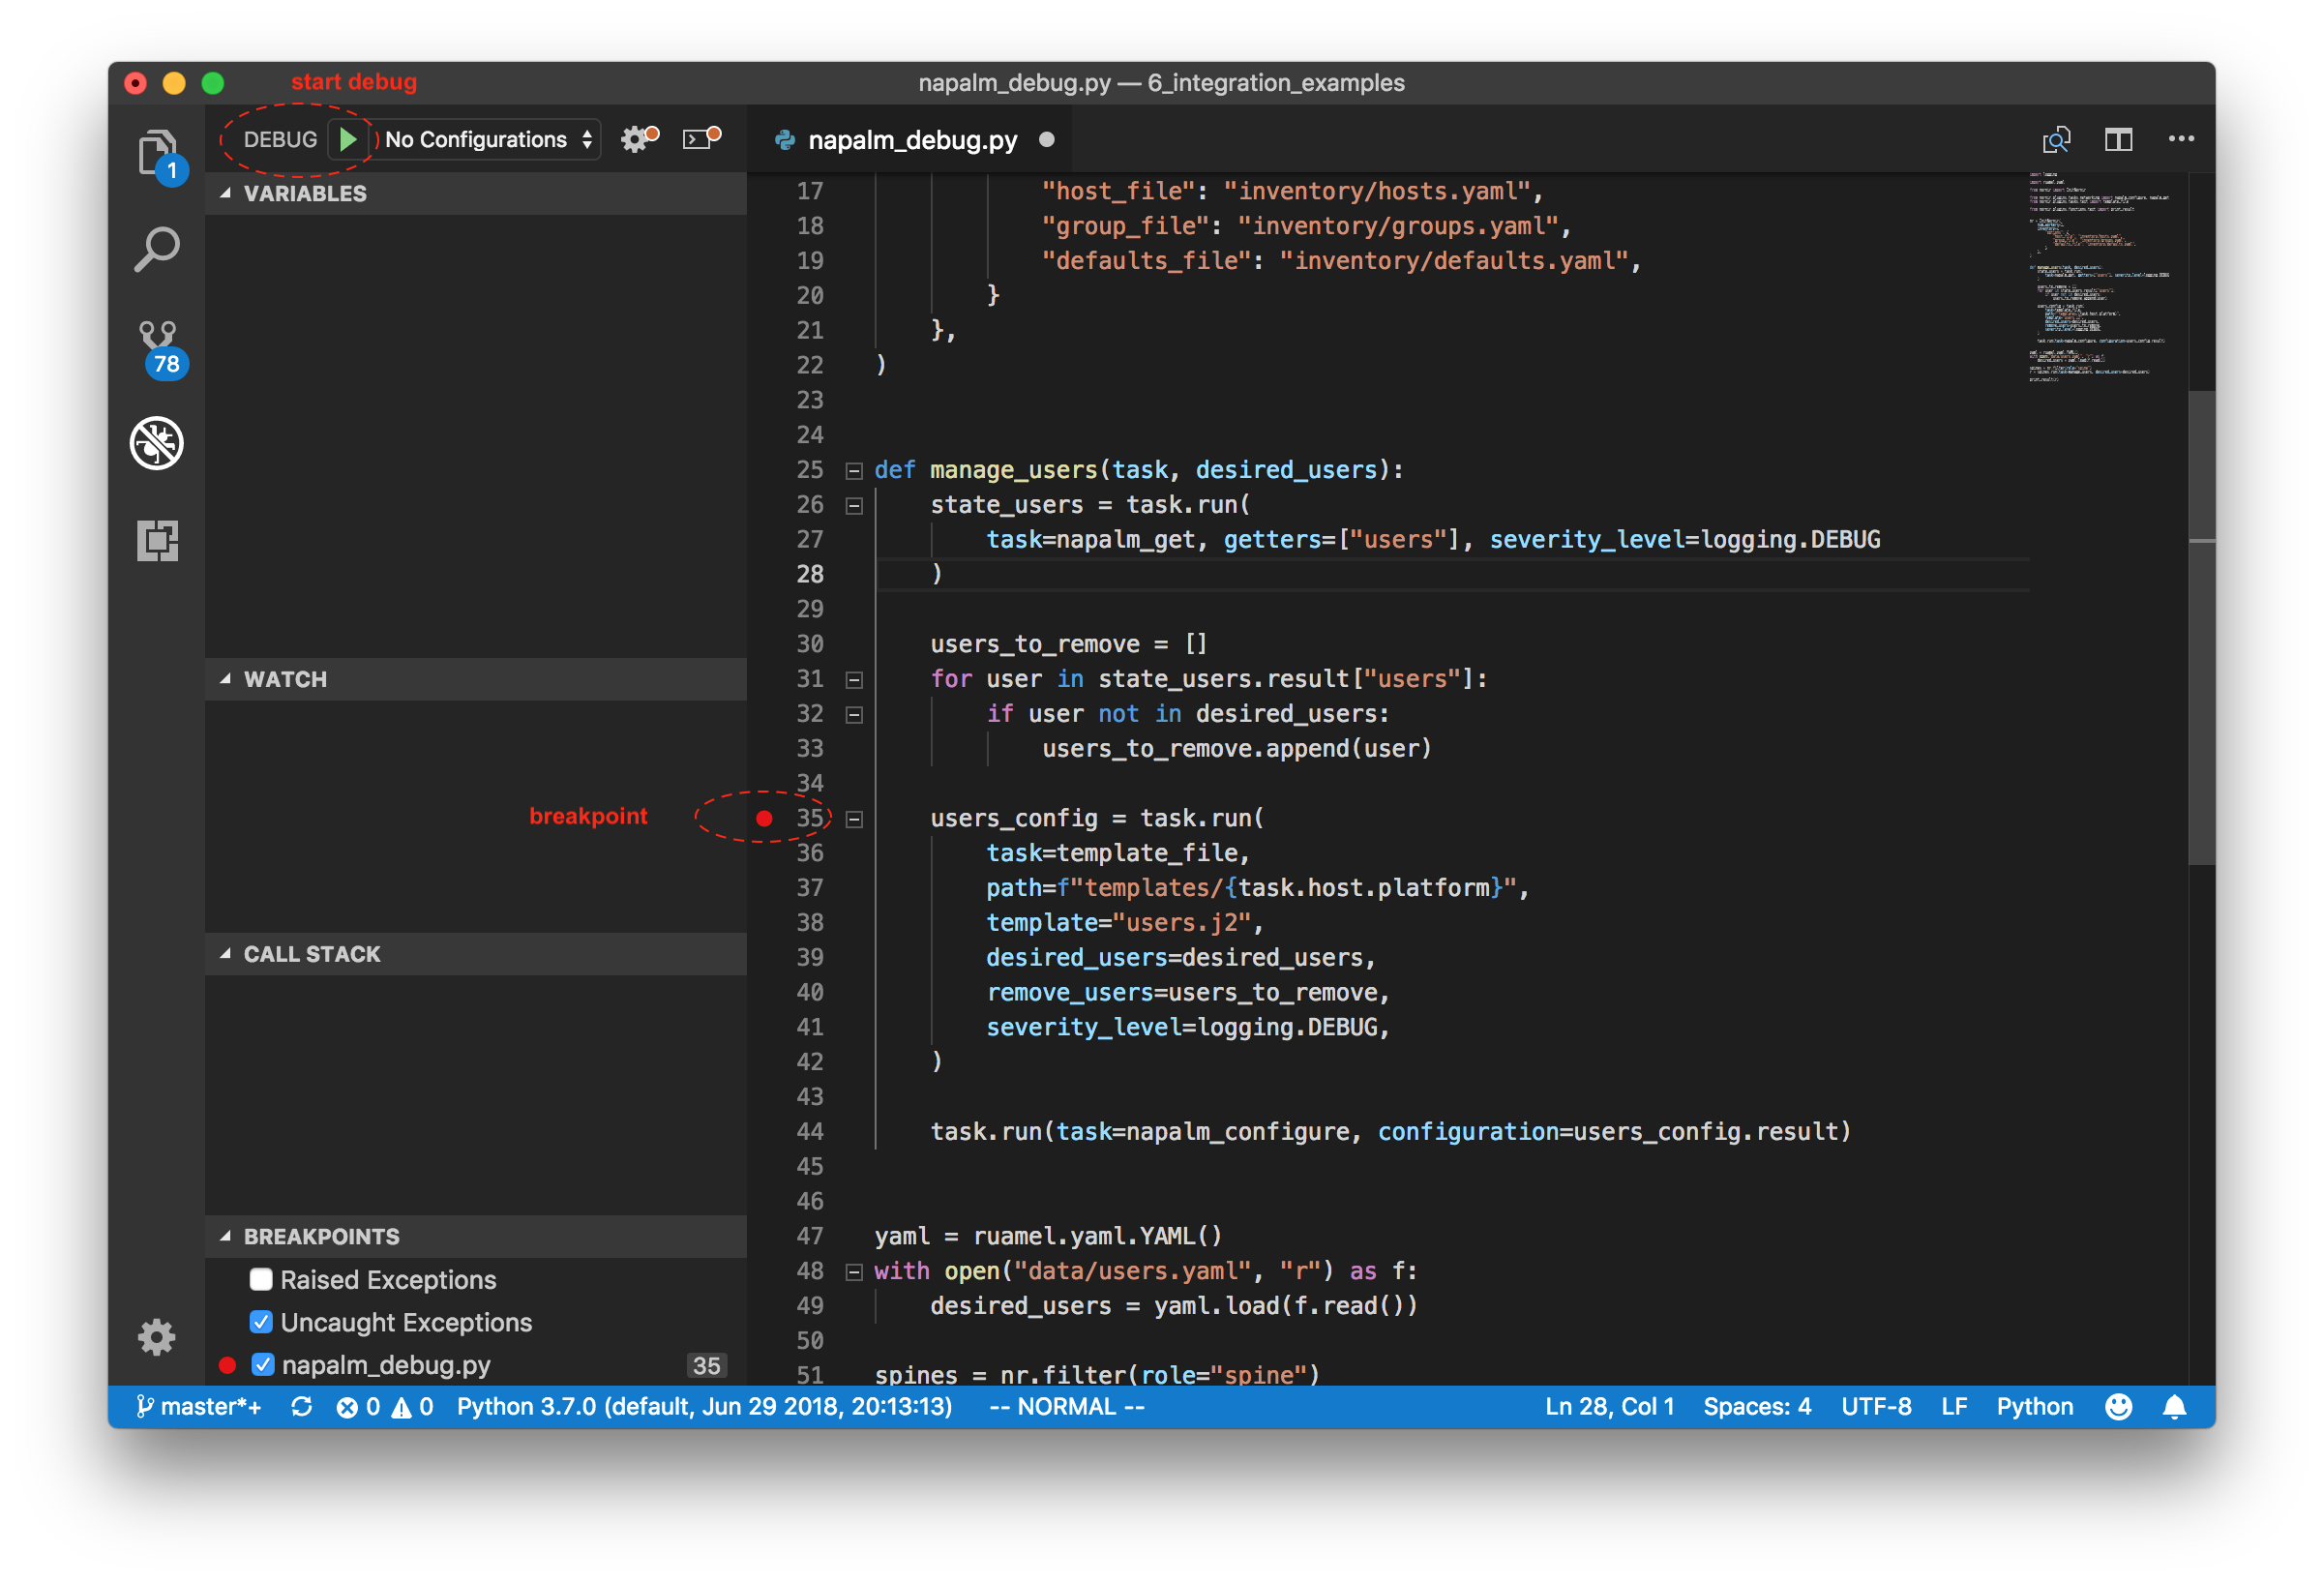 start debug
napalm_debug.py — 6_integration_examples
DEBUG No Configurations
napalm_debug.py
1
78
VARIABLES
WATCH
breakpoint
CALL STACK
BREAKPOINTS
Raised Exceptions
Uncaught Exceptions
napalm_debug.py 35
17 "host_file": "inventory/hosts.yaml",
18 "group_file": "inventory/groups.yaml",
19 "defaults_file": "inventory/defaults.yaml",
20 }
21 },
22 )
23
24
25 def manage_users(task, desired_users):
26 state_users = task.run(
27 task=napalm_get, getters=["users"], severity_level=logging.DEBUG
28 )
29
30 users_to_remove = []
31 for user in state_users.result["users"]:
32 if user not in desired_users:
33 users_to_remove.append(user)
34
35 users_config = task.run(
36 task=template_file,
37 path=f"templates/{task.host.platform}",
38 template="users.j2",
39 desired_users=desired_users,
40 remove_users=users_to_remove,
41 severity_level=logging.DEBUG,
42 )
43
44 task.run(task=napalm_configure, configuration=users_config.result)
45
46
47 yaml = ruamel.yaml.YAML()
48 with open("data/users.yaml", "r") as f:
49 desired_users = yaml.load(f.read())
50
51 spines = nr.filter(role="spine")
master*+ 0 0 Python 3.7.0 (default, Jun 29 2018, 20:13:13) -- NORMAL -- Ln 28, Col 1 Spaces: 4 UTF-8 LF Python